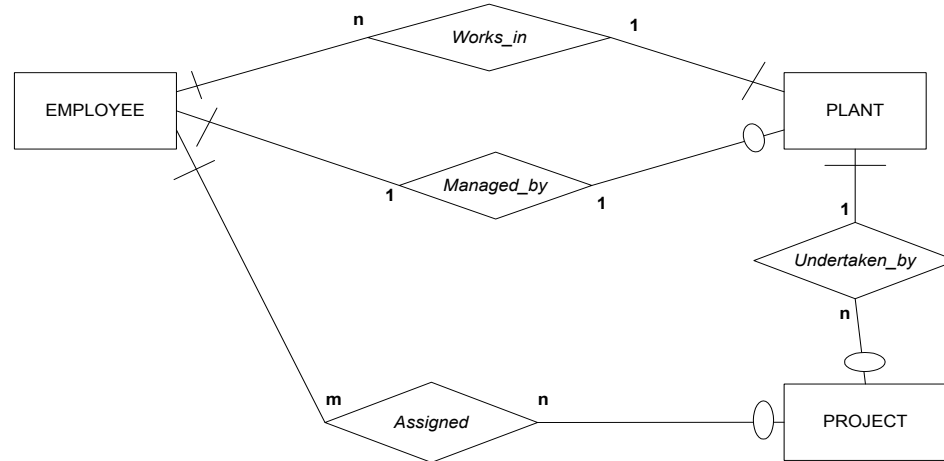 n
Works_in
1
EMPLOYEE
PLANT
Managed_by
1
1
1
Undertaken_by
n
m
Assigned
n
PROJECT